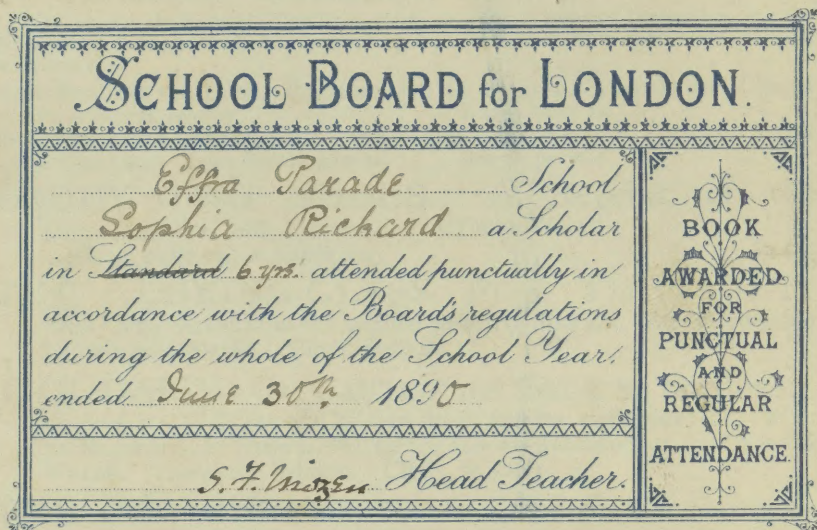 SCHOOL BOARD for LONDON.
Effra Parade School
Sophia Richard a Scholar
in Standard 6 yrs. attended punctually in
accordance with the Board's regulations
during the whole of the School Year
ended June 30th 1890
S. F. Head Teacher.
BOOK
AWARDED
FOR
PUNCTUAL
AND
REGULAR
ATTENDANCE.